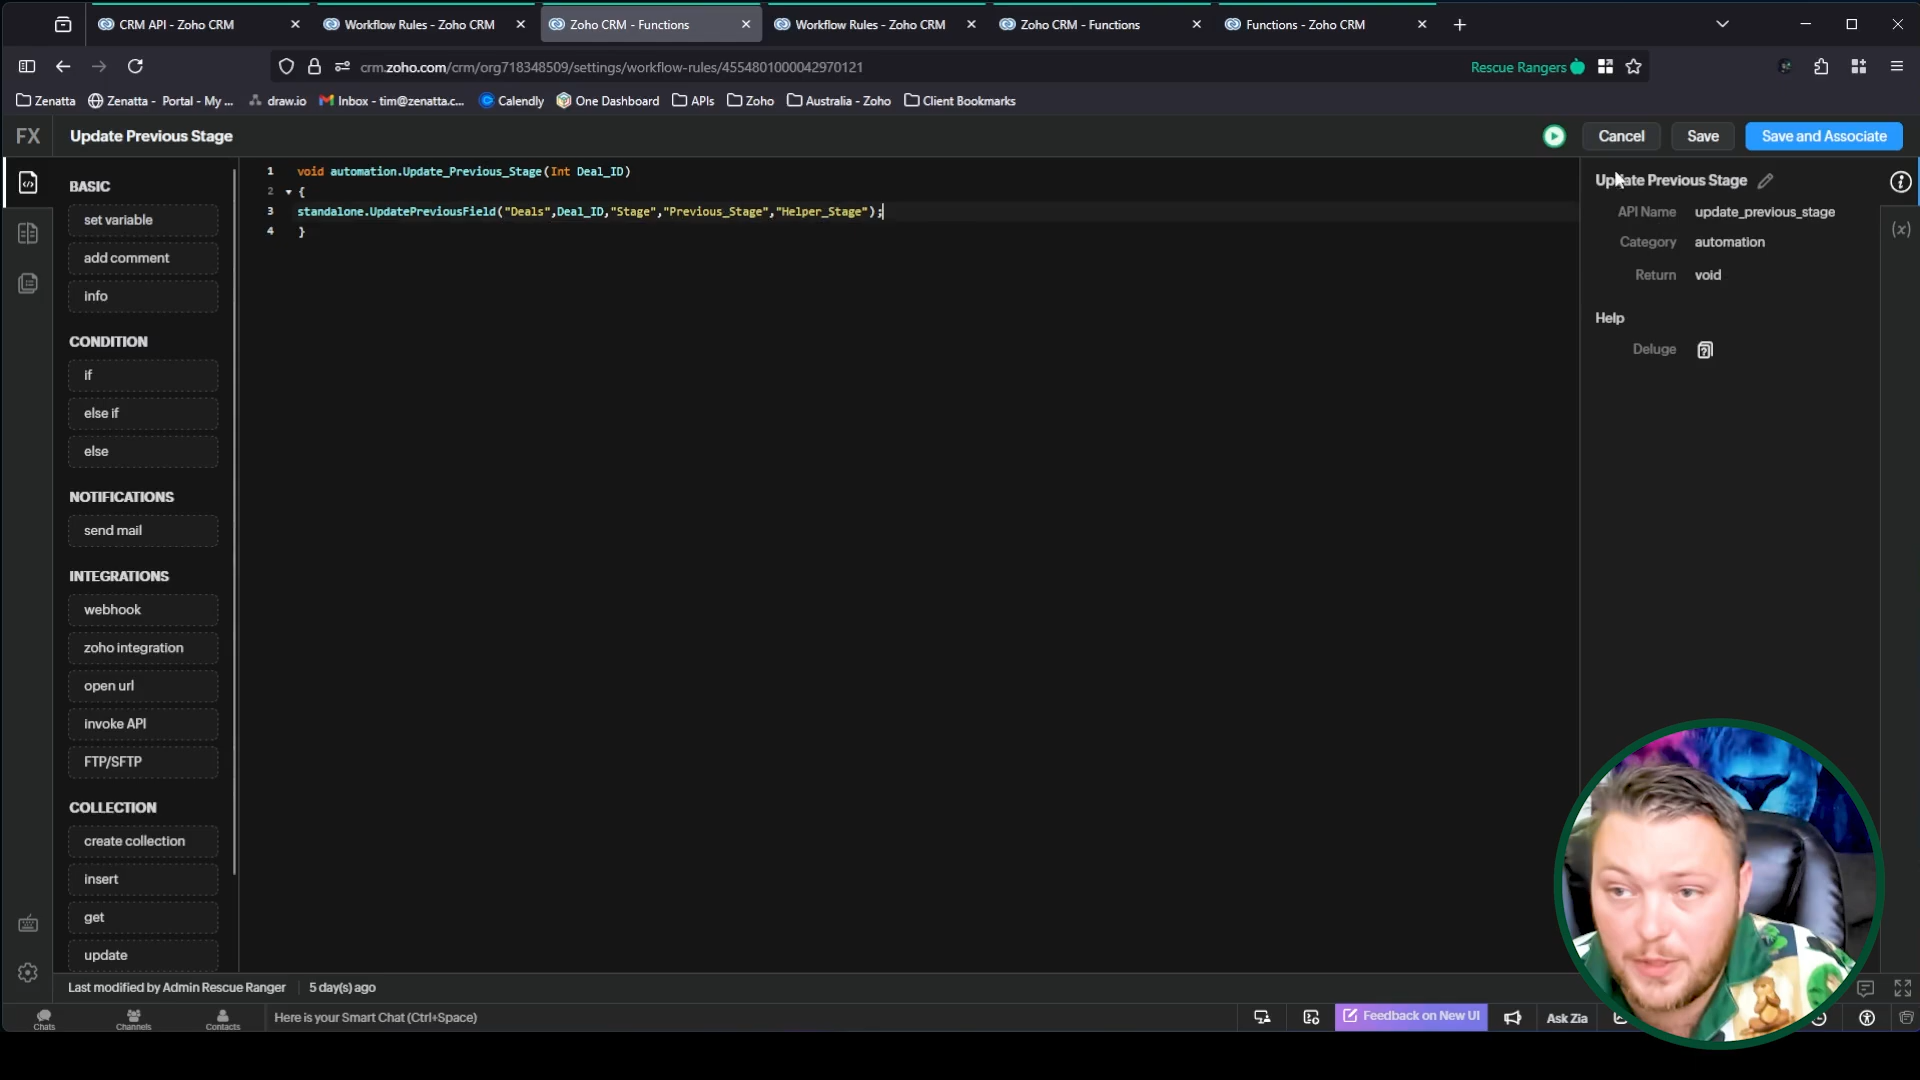 CRM API - Zoho CRM
Workflow Rules - Zoho CRM
Zoho CRM - Functions
Workflow Rules - Zoho CRM
Zoho CRM - Functions
Functions - Zoho CRM
crm.zoho.com/crm/org718348509/settings/workflow-rules/4554801000042970121
Rescue Rangers
Zenatta
Zenatta - Portal - My ...
draw.io
Inbox - tim@zenatta.c...
Calendly
One Dashboard
APIs
Zoho
Australia - Zoho
Client Bookmarks
FX
Update Previous Stage
Cancel
Save
Save and Associate
BASIC
set variable
add comment
info
CONDITION
if
else if
else
NOTIFICATIONS
send mail
INTEGRATIONS
webhook
zoho integration
open url
invoke API
FTP/SFTP
COLLECTION
create collection
insert
get
update
1 void automation.Update_Previous_Stage(Int Deal_ID)
2 {
3 standalone.UpdatePreviousField("Deals",Deal_ID,"Stage","Previous_Stage","Helper_Stage");
4 }
Update Previous Stage
API Name update_previous_stage
Category automation
Return void
Help
Deluge
(x)
Last modified by Admin Rescue Ranger
5 day(s) ago
Chats
Channels
Contacts
Here is your Smart Chat (Ctrl+Space)
Feedback on New UI
Ask Zia